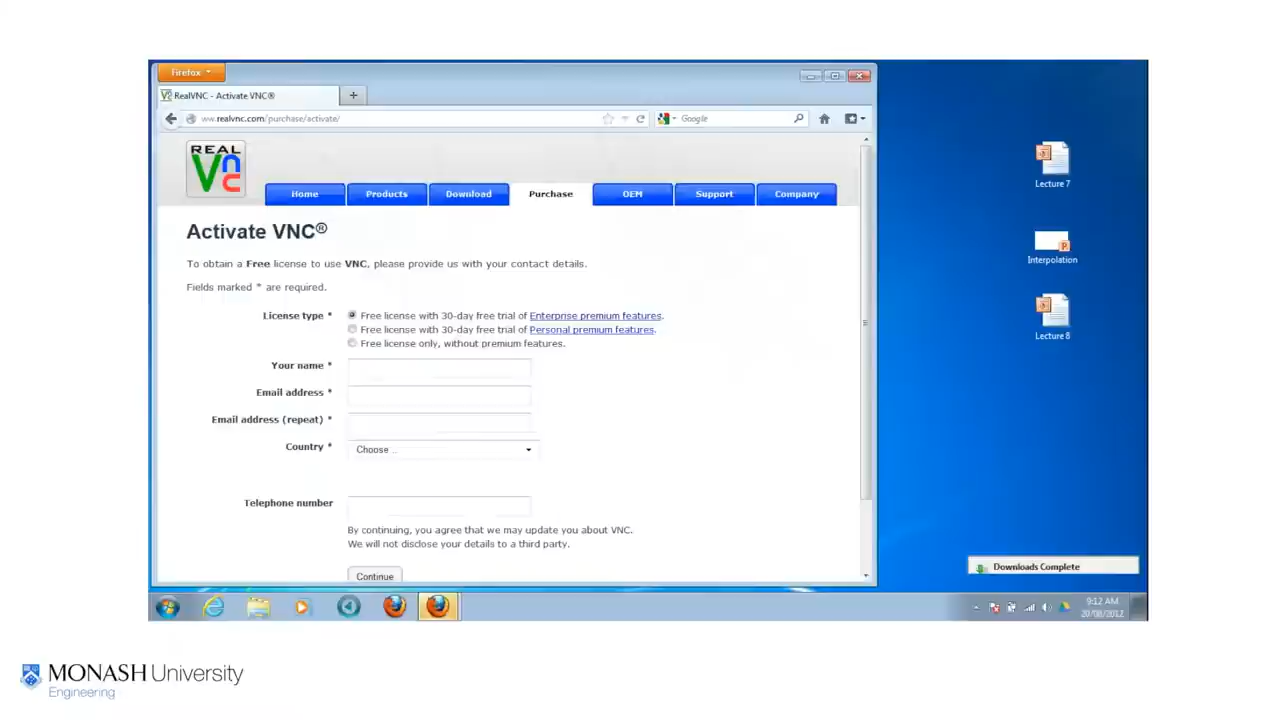 Firefox
RealVNC - Activate VNC®
ww.realvnc.com/purchase/activate/
Google
REAL
Vnc
Home
Products
Download
Purchase
OEM
Support
Company
Activate VNC®
To obtain a Free license to use VNC, please provide us with your contact details.
Fields marked * are required.
License type *
Free license with 30-day free trial of Enterprise premium features.
Free license with 30-day free trial of Personal premium features.
Free license only, without premium features.
Your name *
Email address *
Email address (repeat) *
Country *
Choose ...
Telephone number
By continuing, you agree that we may update you about VNC.
We will not disclose your details to a third party.
Continue
Lecture 7
Interpolation
Lecture 8
Downloads Complete
9:12 AM
20/08/2012
MONASH University
Engineering